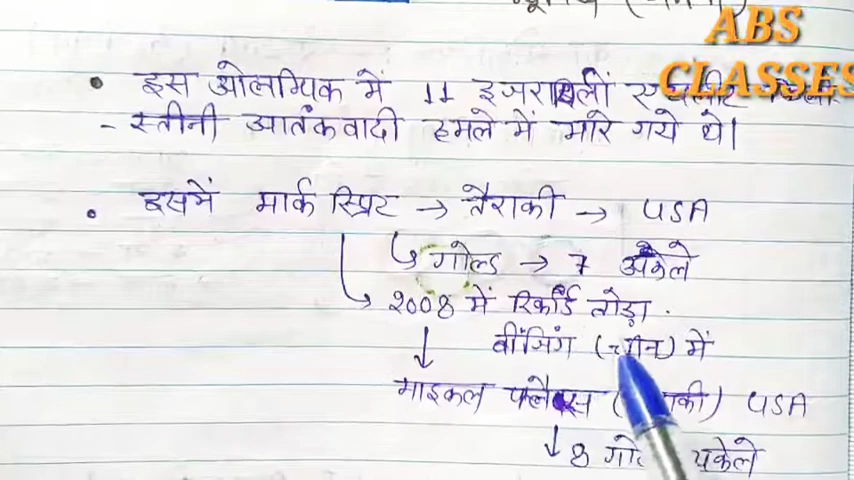 ABS
CLASSES
• इस ओलम्पिक में 11 इजरायली
- स्तीनी आतंकवादी हमले में मारे गये थे।
• इसमें मार्क स्प्रिट → तैराकी → USA
↳ गोल्ड → 7 अकेले
↳ 2008 में रिकॉर्ड तोड़ा.
↓ बींजिंग (चीन) में
माइकल फ्लैप्स ( USA
↓ 8